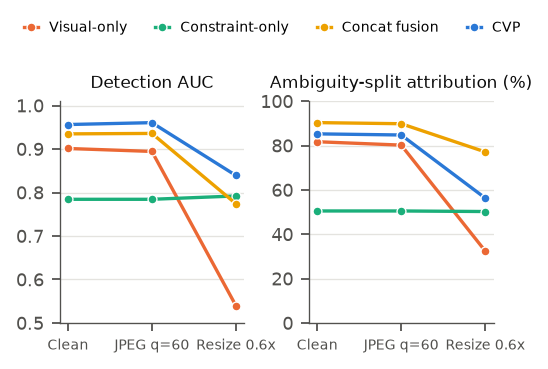 Visual-only Constraint-only Concat fusion CVP
Detection AUC
1.0
0.9
0.8
0.7
0.6
0.5
Clean JPEG q=60 Resize 0.6x
Ambiguity-split attribution (%)
100
80
60
40
20
0
Clean JPEG q=60 Resize 0.6x